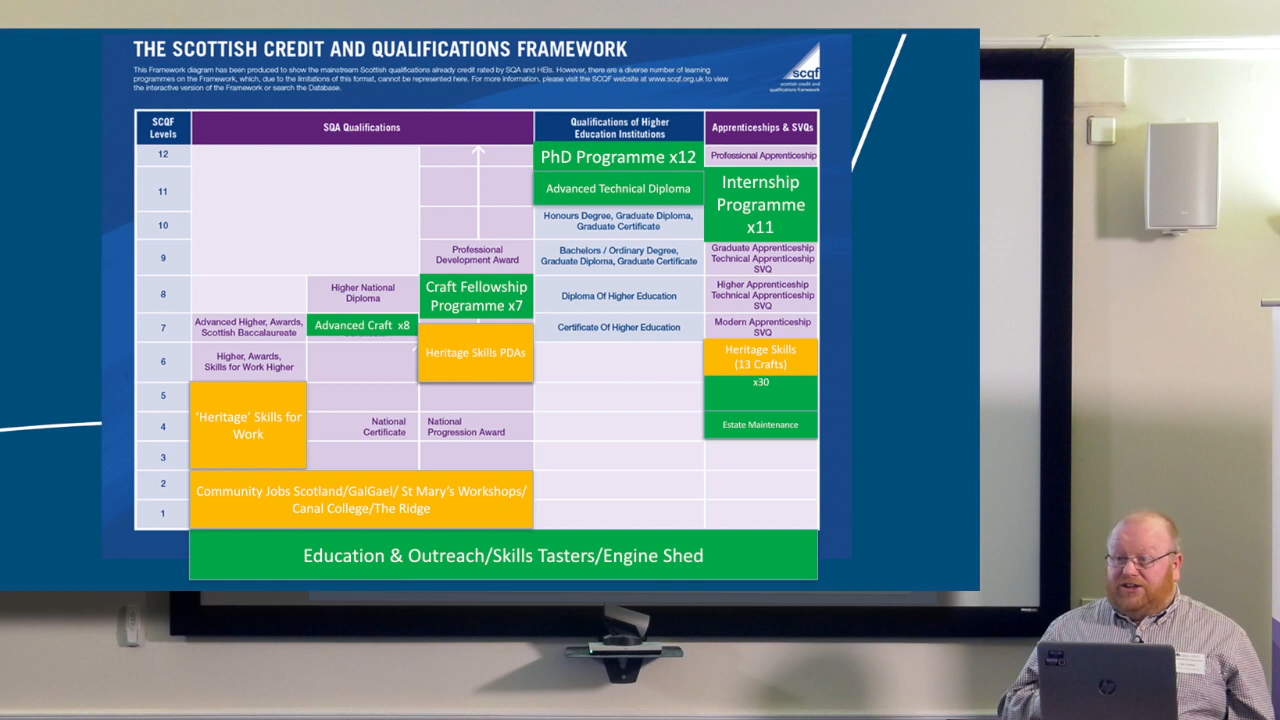 THE SCOTTISH CREDIT AND QUALIFICATIONS FRAMEWORK
This Framework diagram has been produced to show the mainstream Scottish qualifications already credit rated by SQA and HEIs. However, there are a diverse number of learning
programmes on the Framework, which, due to the limitations of this format, cannot be represented here. For more information, please visit the SCQF website at www.scqf.org.uk to view
the interactive version of the Framework or search the Database.
scqf
scottish credit and
qualifications framework
SCQF
Levels
SQA Qualifications
Qualifications of Higher
Education Institutions
Apprenticeships & SVQs
12
PhD Programme x12
Professional Apprenticeship
11
Advanced Technical Diploma
Internship
Programme
x11
10
Honours Degree, Graduate Diploma,
Graduate Certificate
9
Professional
Development Award
Bachelors / Ordinary Degree,
Graduate Diploma, Graduate Certificate
Graduate Apprenticeship
Technical Apprenticeship
SVQ
8
Higher National
Diploma
Craft Fellowship
Programme x7
Diploma Of Higher Education
Higher Apprenticeship
Technical Apprenticeship
SVQ
7
Advanced Higher, Awards,
Scottish Baccalaureate
Advanced Craft x8
Certificate Of Higher Education
Modern Apprenticeship
SVQ
6
Higher, Awards,
Skills for Work Higher
Heritage Skills PDAs
Heritage Skills
(13 Crafts)
x30
5
'Heritage' Skills for
Work
4
National
Certificate
National
Progression Award
Estate Maintenance
3
2
Community Jobs Scotland/GalGael/ St Mary's Workshops/
Canal College/The Ridge
1
Education & Outreach/Skills Tasters/Engine Shed
hp